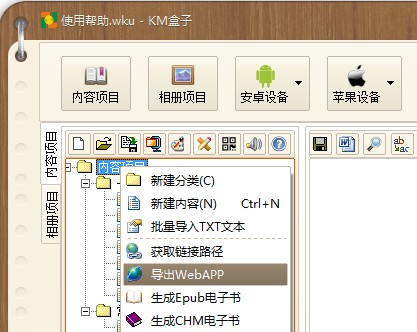 使用帮助.wku - KM盒子
内容项目
相册项目
安卓设备
苹果设备
内容项目
相册项目
ab
ac
内容项目
新建分类(C)
新建内容(N) Ctrl+N
批量导入TXT文本
获取链接路径
导出WebAPP
生成Epub电子书
生成CHM电子书